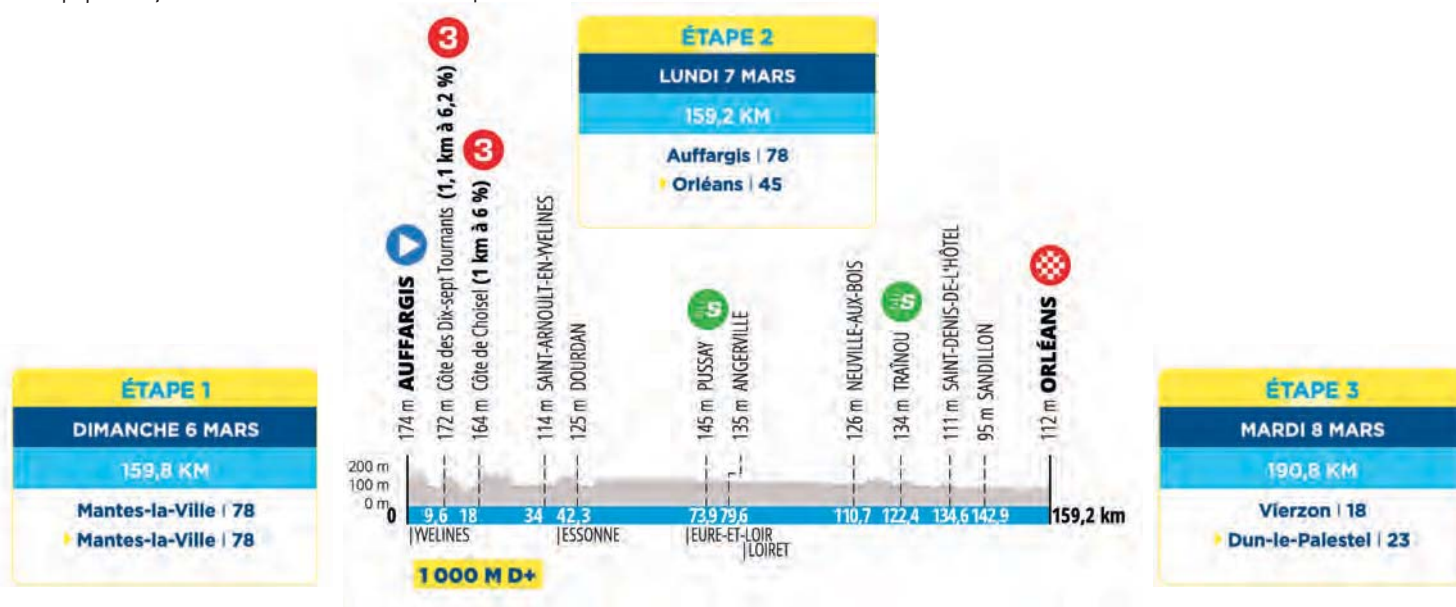 ÉTAPE 1
DIMANCHE 6 MARS
159,8 KM
Mantes-la-Ville | 78
Mantes-la-Ville | 78
ÉTAPE 2
LUNDI 7 MARS
159,2 KM
Auffargis | 78
Orléans | 45
3
3
174 m AUFFARGIS
172 m Côte des Dix-sept Tournants (1,1 km à 6,2 %)
164 m Côte de Choisel (1 km à 6 %)
114 m SAINT-ARNOULT-EN-YVELINES
125 m DOURDAN
S
145 m PUSSAY
135 m ANGERVILLE
126 m NEUVILLE-AUX-BOIS
S
134 m TRAÎNOU
111 m SAINT-DENIS-DE-L'HÔTEL
95 m SANDILLON
112 m ORLÉANS
200 m
100 m
0 m
0 9,6 18 34 42,3 73,9 79,6 110,7 122,4 134,6 142,9 159,2 km
|YVELINES |ESSONNE |EURE-ET-LOIR
|LOIRET
1 000 M D+
ÉTAPE 3
MARDI 8 MARS
190,8 KM
Vierzon | 18
Dun-le-Palestel | 23